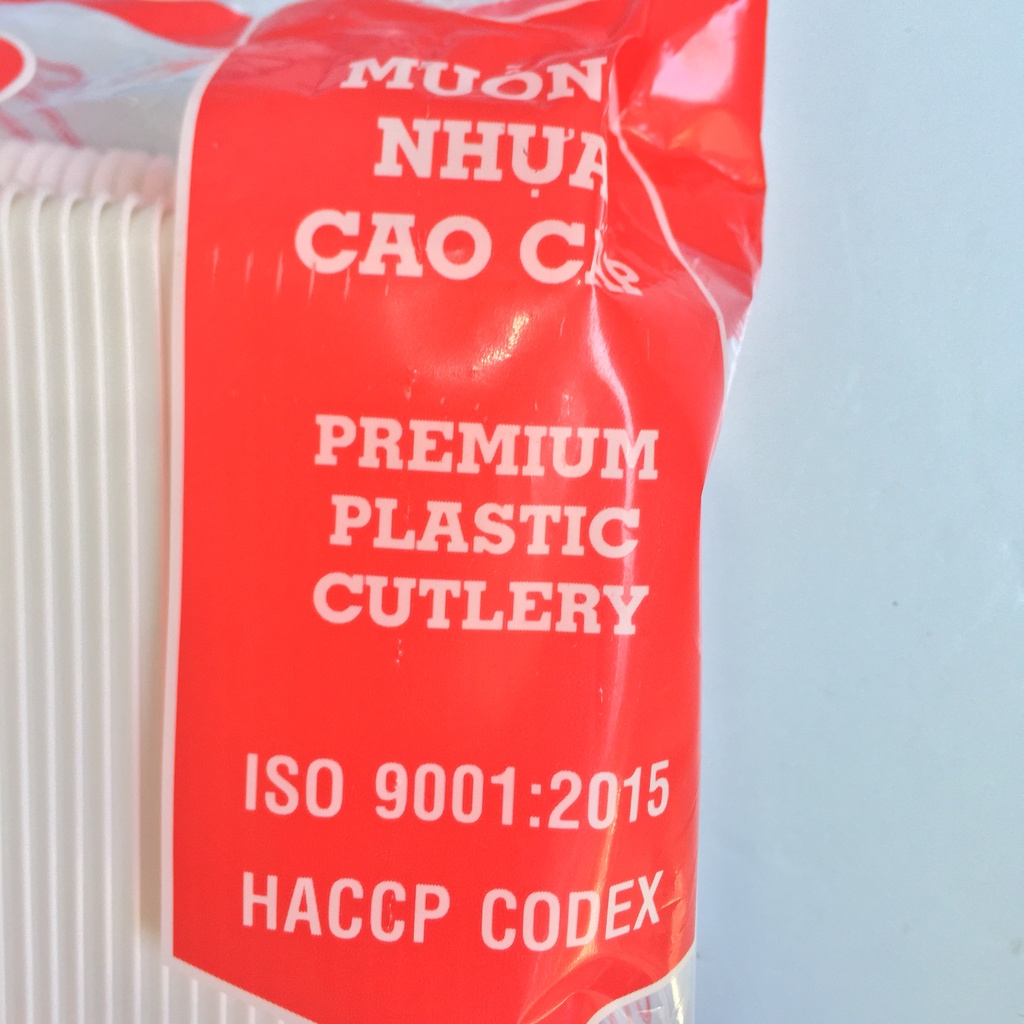 MUỖN
NHỰA
CAO
PREMIUM
PLASTIC
CUTLERY
ISO 9001:2015
HACCP CODEX